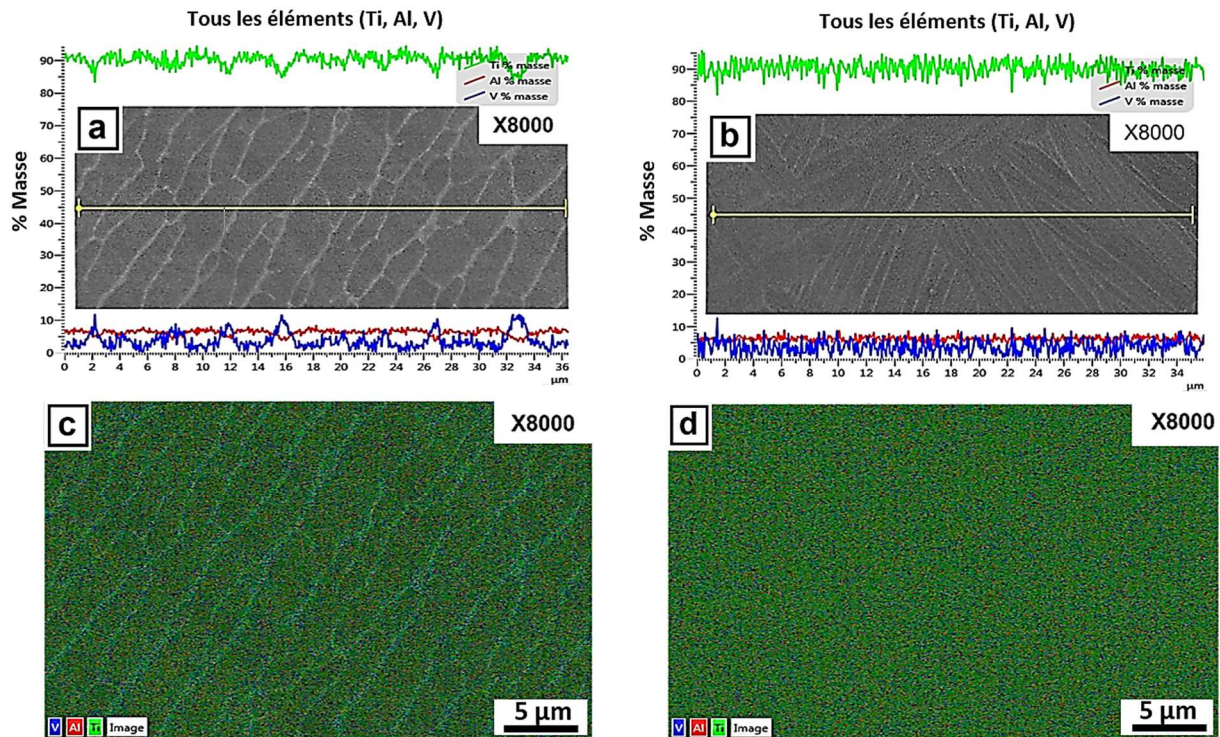 Tous les éléments (Ti, Al, V)
Tous les éléments (Ti, Al, V)
90
80
70
60
50
40
30
20
10
0
% Masse
Ti % masse
Al % masse
V % masse
a
X8000
0 2 4 6 8 10 12 14 16 18 20 22 24 26 28 30 32 34 36
µm
90
80
70
60
50
40
30
20
10
0
% Masse
Ti % masse
Al % masse
V % masse
b
X8000
0 2 4 6 8 10 12 14 16 18 20 22 24 26 28 30 32 34
µm
c
X8000
V Al Ti Image
5 µm
d
X8000
V Al Ti Image
5 µm